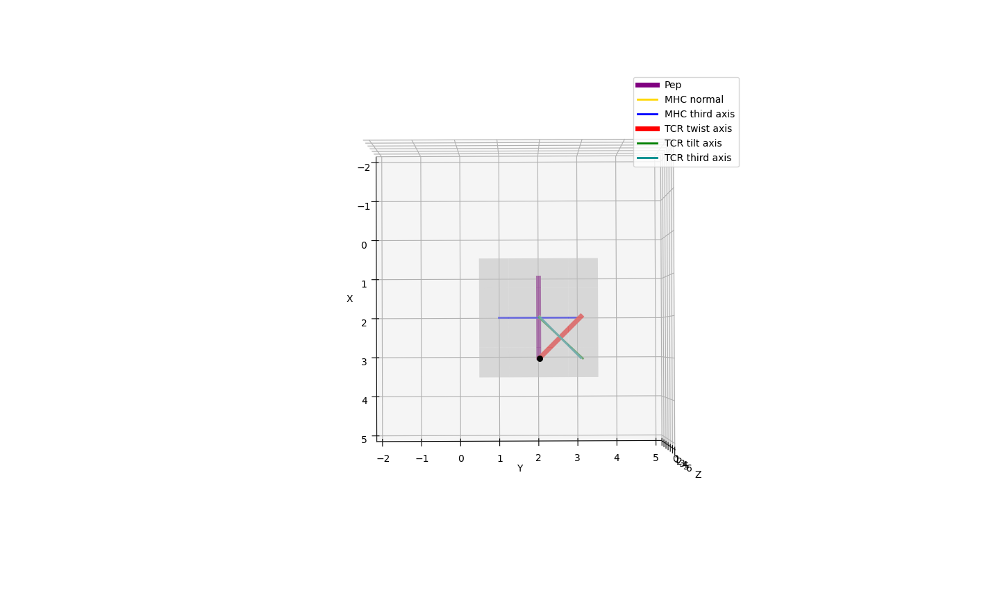 Pep
MHC normal
MHC third axis
TCR twist axis
TCR tilt axis
TCR third axis
−2
−1
0
1
X
2
3
4
5
−2 −1 0 1 2 3 4 5 0
6
Y
Z